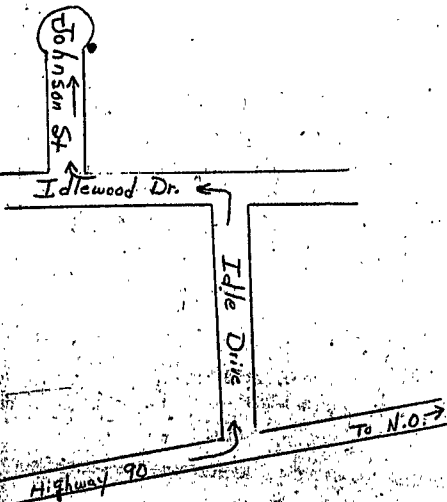 Johnson St
Idlewood Dr.
Idle Drive
Highway 90
To N.O.